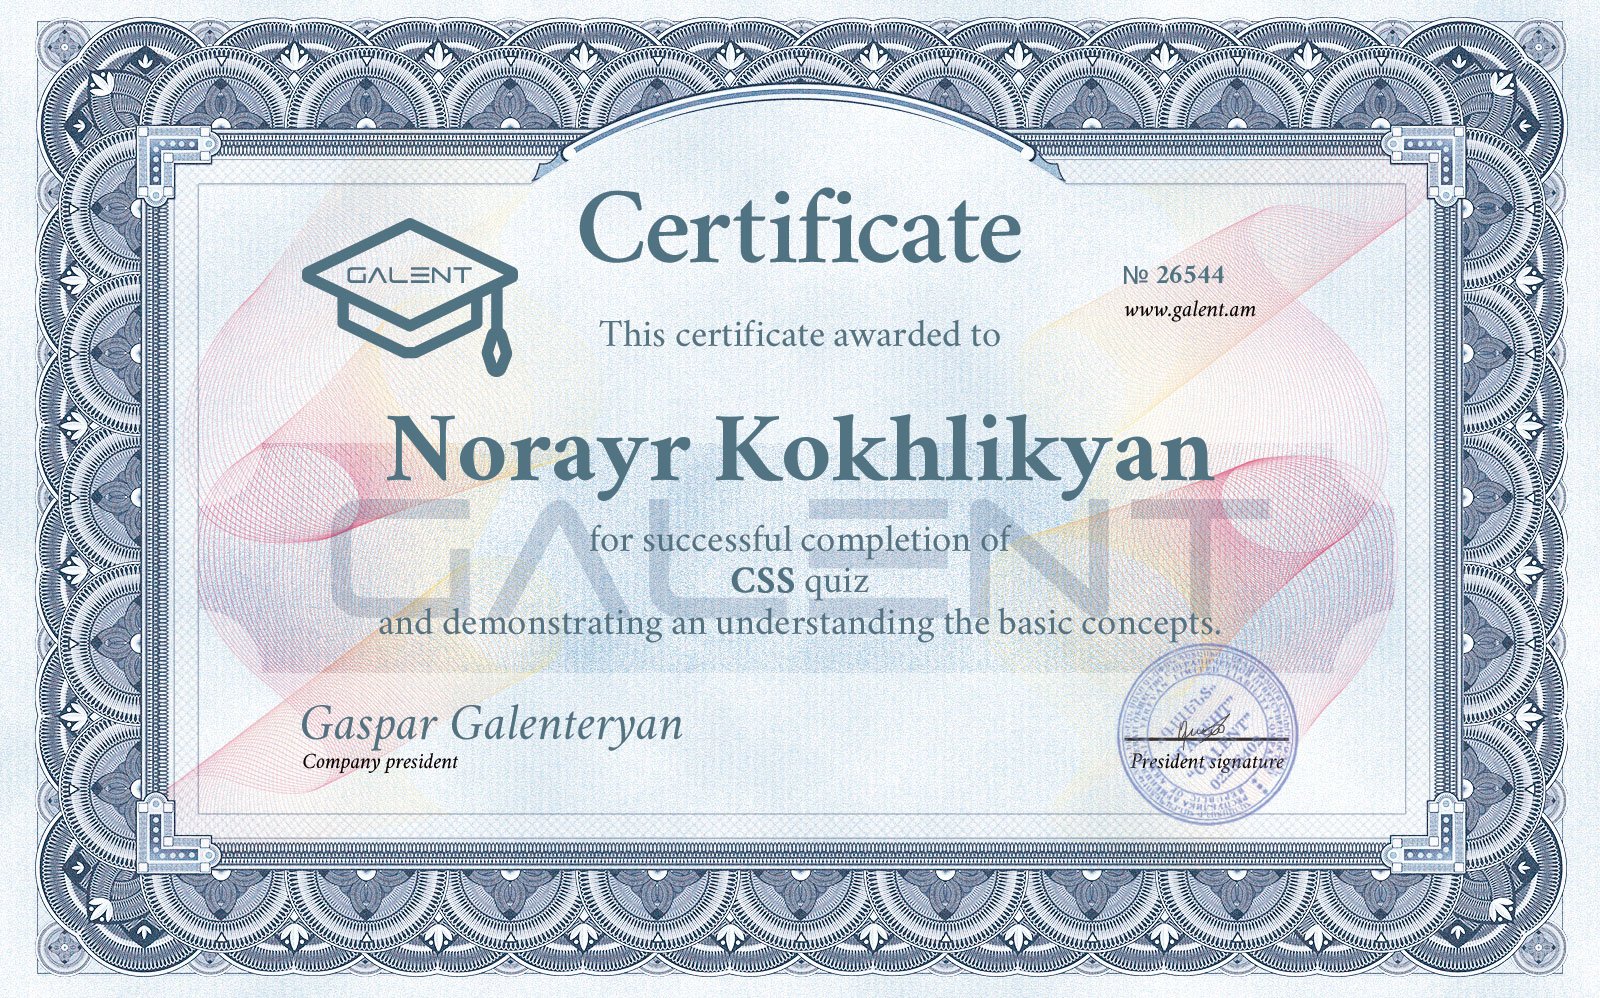 Certificate
GALENT
№ 26544
www.galent.am
This certificate awarded to
Norayr Kokhlikyan
GALENT
for successful completion of
CSS quiz
and demonstrating an understanding the basic concepts.
Gaspar Galenteryan
Company president
President signature
"GALENT"